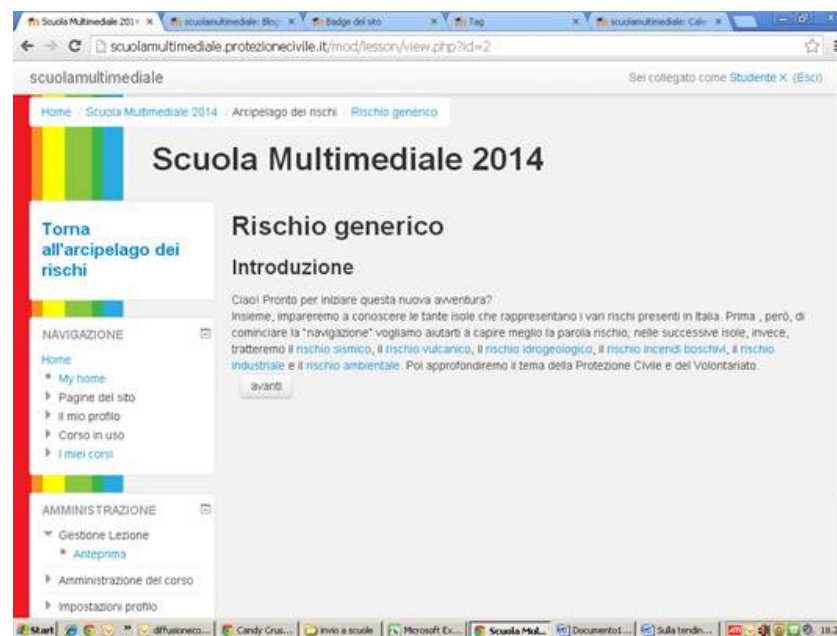 Scuola Multimediale 201
scuolamultimediale: Blog
Badge del sito
Tag
scuolamultimediale: Cale
scuolamultimediale.protezionecivile.it/mod/lesson/view.php?id=2
scuolamultimediale
Sei collegato come Studente X. (Esci)
Home / Scuola Multimediale 2014 / Arcipelago dei rischi / Rischio generico
Scuola Multimediale 2014
Torna
all'arcipelago dei
rischi
NAVIGAZIONE
Home
My home
Pagine del sito
Il mio profilo
Corso in uso
I miei corsi
AMMINISTRAZIONE
Gestione Lezione
Anteprima
Amministrazione del corso
Impostazioni profilo
Rischio generico
Introduzione
Ciao! Pronto per iniziare questa nuova avventura?
Insieme, impareremo a conoscere le tante isole che rappresentano i vari rischi presenti in Italia. Prima , però, di
cominciare la "navigazione" vogliamo aiutarti a capire meglio la parola rischio; nelle successive isole, invece,
tratteremo il rischio sismico, il rischio vulcanico, il rischio idrogeologico, il rischio incendi boschivi, il rischio
industriale e il rischio ambientale. Poi approfondiremo il tema della Protezione Civile e del Volontariato.
avanti
Start
diffusioneco...
Candy Crus...
invio a scuole
Microsoft Ex...
Scuola Mul...
Documento1...
Sulla tendin...
18